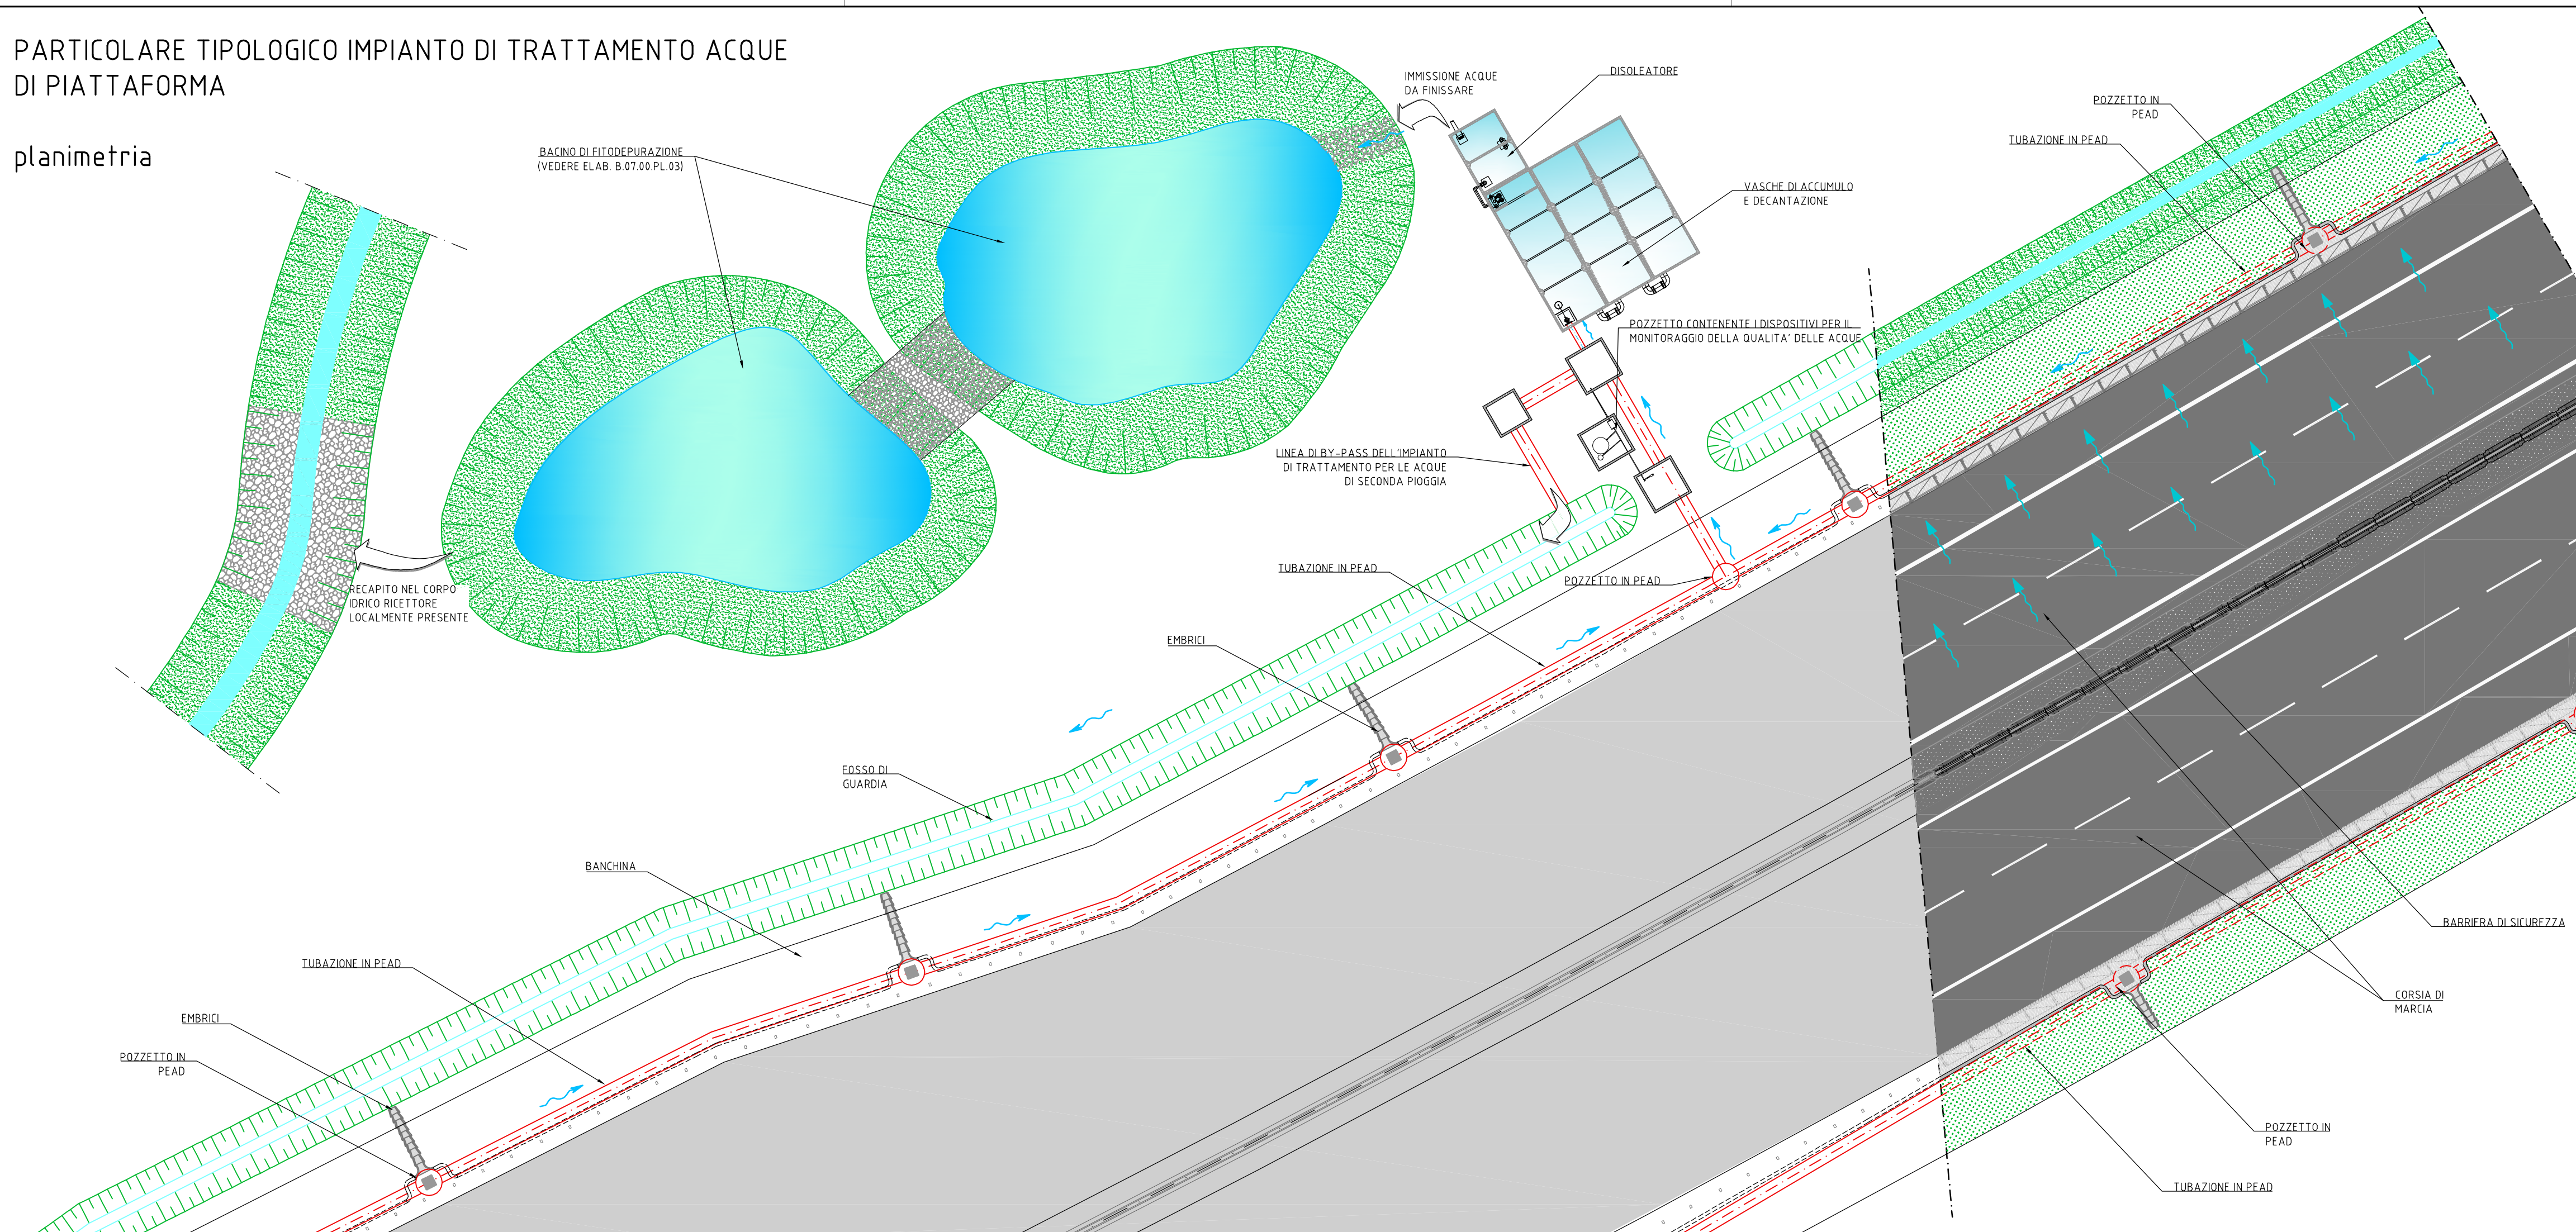 PARTICOLARE TIPOLOGICO IMPIANTO DI TRATTAMENTO ACQUE
DI PIATTAFORMA
planimetria
BACINO DI FITODEPURAZIONE
(VEDERE ELAB. B.07.00.PL.03)
IMMISSIONE ACQUE
DA FINISSARE
DISOLEATORE
VASCHE DI ACCUMULO
E DECANTAZIONE
POZZETTO IN
PEAD
TUBAZIONE IN PEAD
POZZETTO CONTENENTE I DISPOSITIVI PER IL
MONITORAGGIO DELLA QUALITA' DELLE ACQUE
LINEA DI BY-PASS DELL'IMPIANTO
DI TRATTAMENTO PER LE ACQUE
DI SECONDA PIOGGIA
RECAPITO NEL CORPO
IDRICO RICETTORE
LOCALMENTE PRESENTE
TUBAZIONE IN PEAD
POZZETTO IN PEAD
EMBRICI
FOSSO DI
GUARDIA
BANCHINA
TUBAZIONE IN PEAD
EMBRICI
POZZETTO IN
PEAD
BARRIERA DI SICUREZZA
CORSIA DI
MARCIA
POZZETTO IN
PEAD
TUBAZIONE IN PEAD